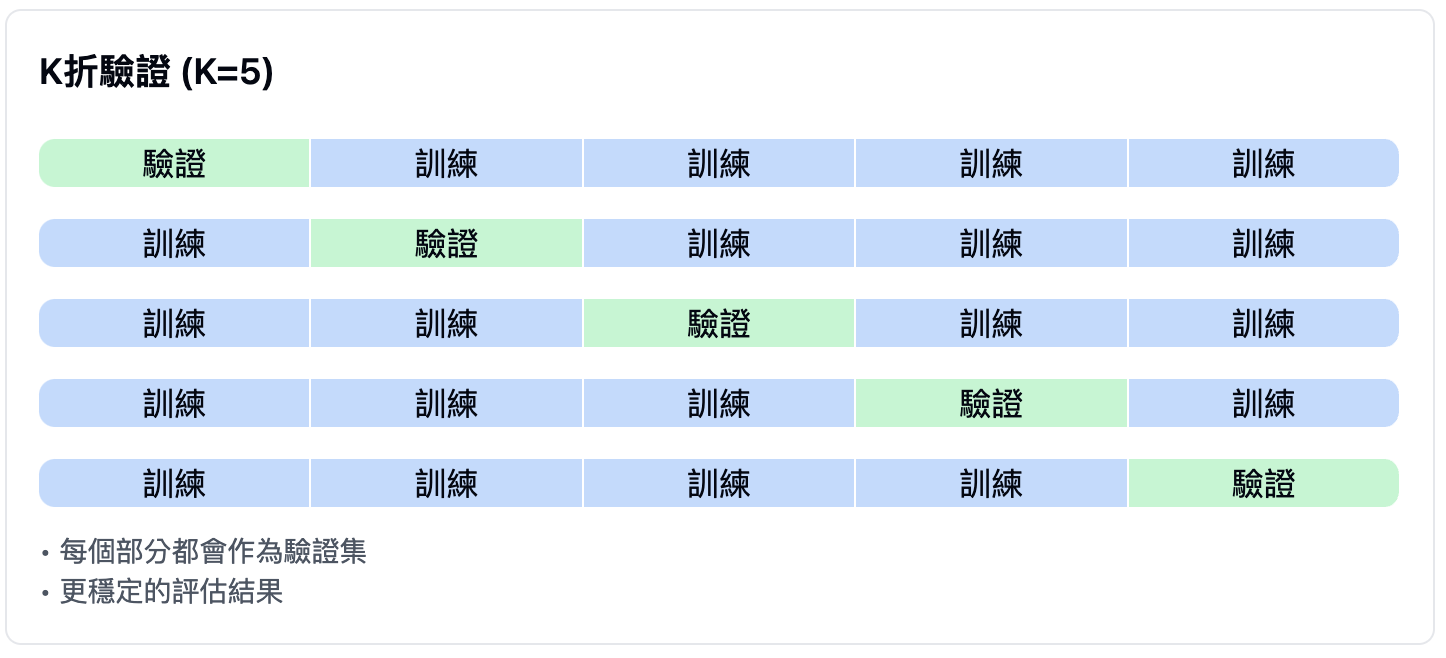 K折驗證 (K=5)
驗證 訓練 訓練 訓練 訓練
訓練 驗證 訓練 訓練 訓練
訓練 訓練 驗證 訓練 訓練
訓練 訓練 訓練 驗證 訓練
訓練 訓練 訓練 訓練 驗證
• 每個部分都會作為驗證集
• 更穩定的評估結果